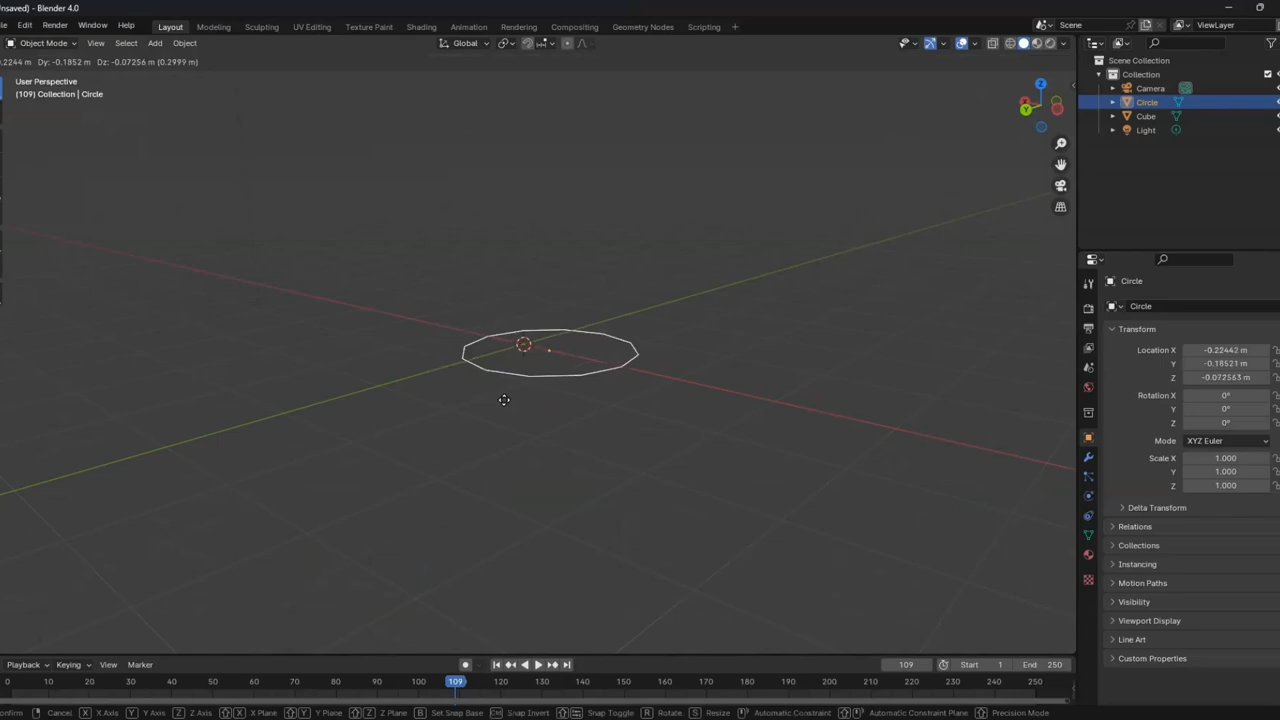 Unsaved) - Blender 4.0
Edit Render Window Help Layout Modeling Sculpting UV Editing Texture Paint Shading Animation Rendering Compositing Geometry Nodes Scripting + Scene ViewLayer
Object Mode View Select Add Object Global
.2244 m Dy: -0.1852 m Dz: -0.07256 m (0.2999 m)
User Perspective
(109) Collection | Circle
Z
Y
Scene Collection
Collection
Camera
Circle
Cube
Light
Circle
Circle
Transform
Location X -0.22442 m
Y -0.18521 m
Z -0.072563 m
Rotation X 0°
Y 0°
Z 0°
Mode XYZ Euler
Scale X 1.000
Y 1.000
Z 1.000
Delta Transform
Relations
Collections
Instancing
Motion Paths
Visibility
Viewport Display
Line Art
Custom Properties
Playback Keying View Marker 109 Start 1 End 250
0 10 20 30 40 50 60 70 80 90 100 109 120 130 140 150 160 170 180 190 200 210 220 230 240 250
onfirm Cancel X X Axis Y Y Axis Z Z Axis X X Plane Y Y Plane Z Z Plane B Set Snap Base Ctrl Snap Invert Snap Toggle R Rotate S Resize Automatic Constraint Automatic Constraint Plane Precision Mode